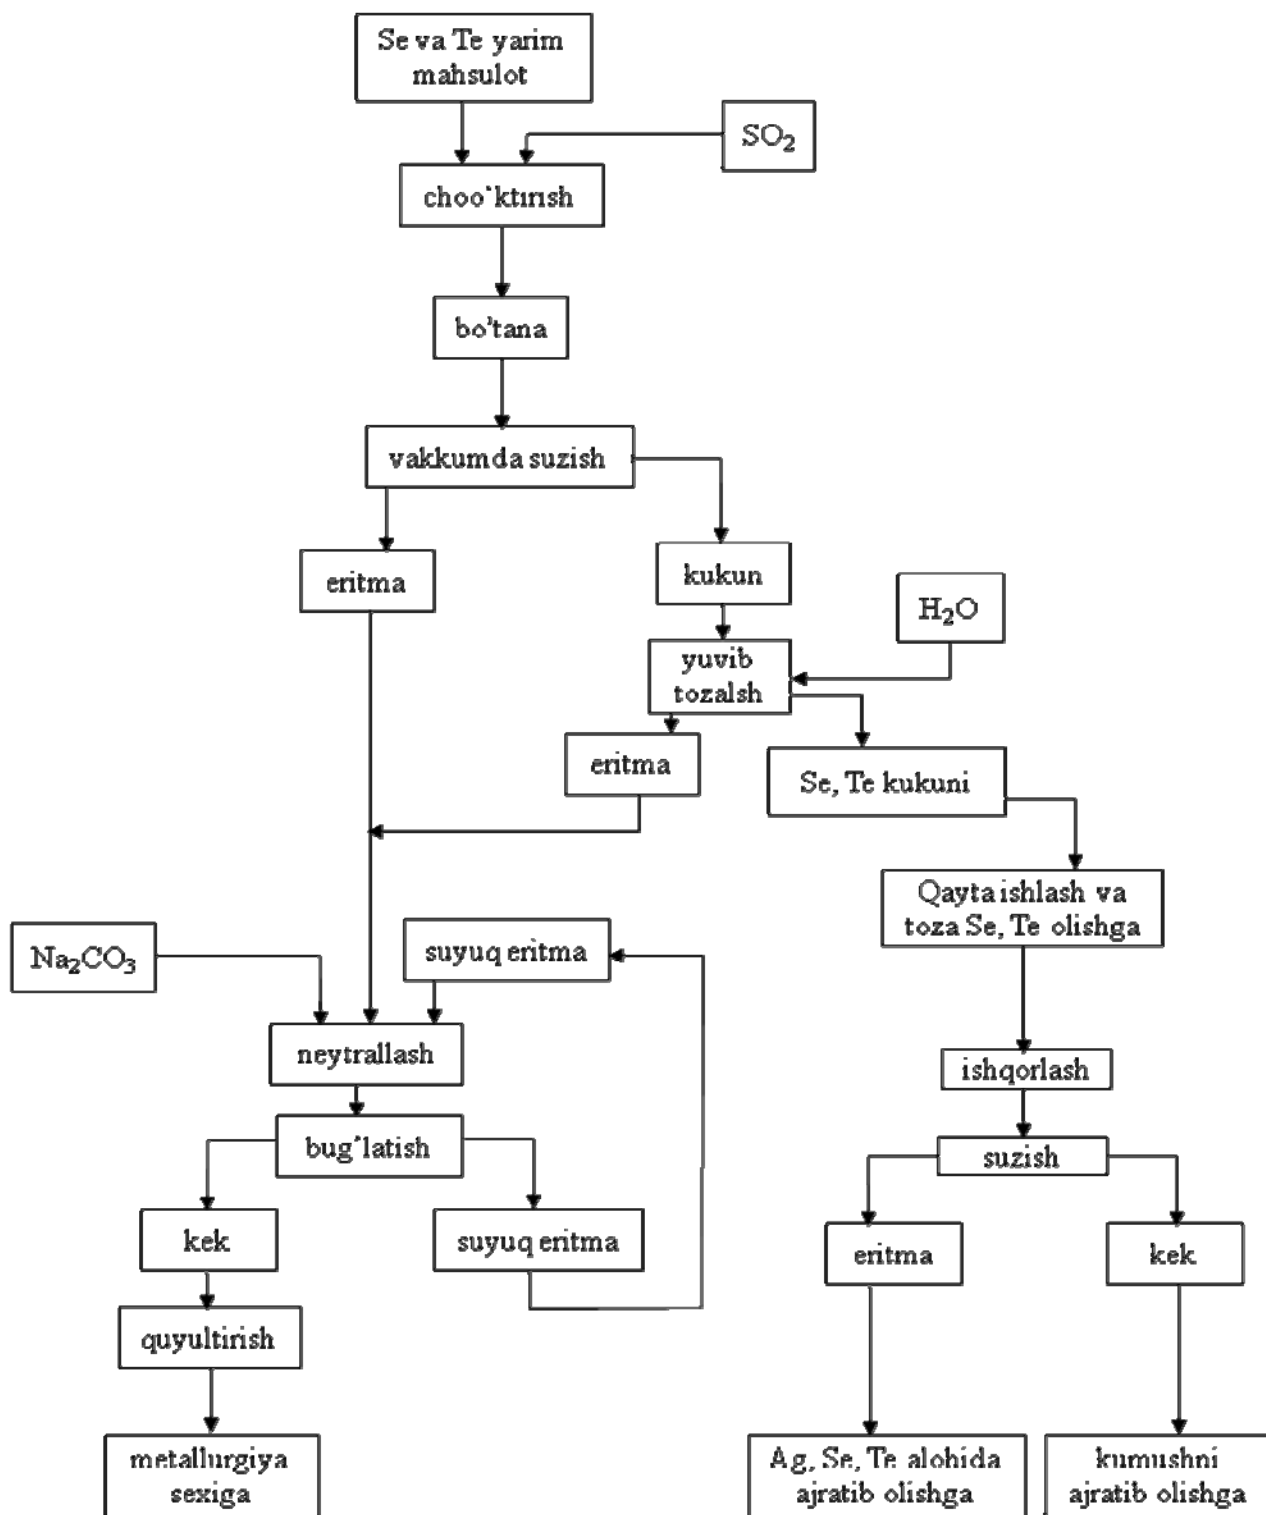 Se va Te yarim
mahsulot
SO₂
choo`ktirish
bo'tana
vakkumda suzish
eritma
kukun
H₂O
yuvib
tozalsh
eritma
Se, Te kukuni
Qayta ishlash va
toza Se, Te olishga
Na₂CO₃
suyuq eritma
neytrallash
ishqorlash
bug`latish
suzish
kek
suyuq eritma
eritma
kek
quyultirish
metallurgiya
sexiga
Ag, Se, Te alohida
ajratib olishga
kumushni
ajratib olishga